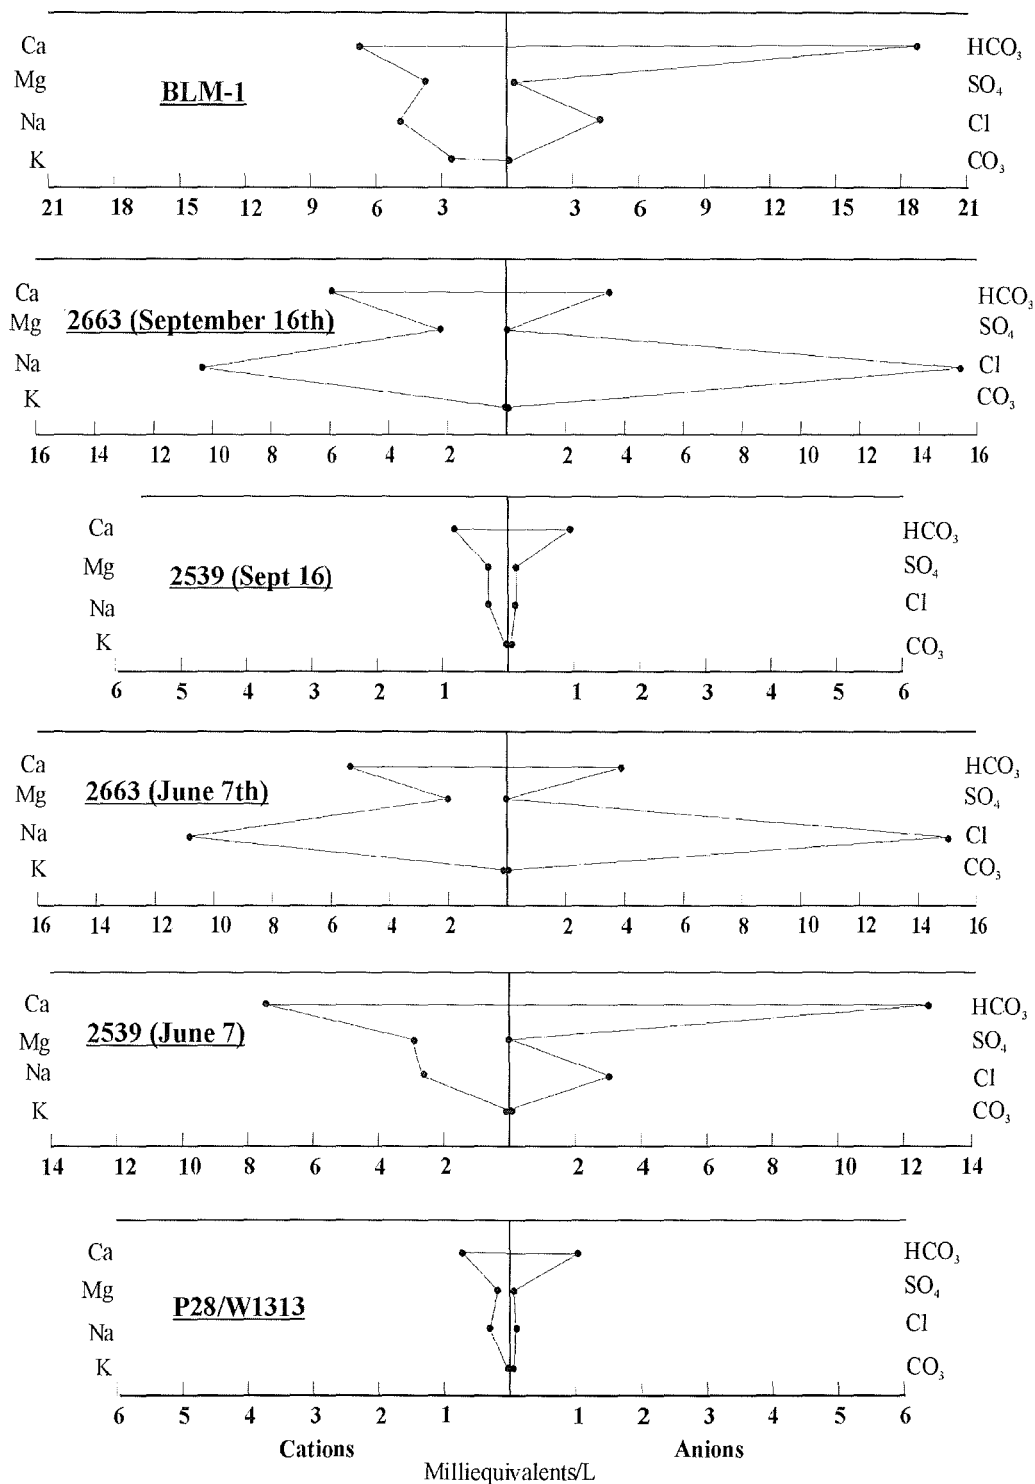 Ca HCO₃
Mg SO₄
BLM-1
Na Cl
K CO₃
21 18 15 12 9 6 3 3 6 9 12 15 18 21
Ca HCO₃
2663 (September 16th)
Mg SO₄
Na Cl
K CO₃
16 14 12 10 8 6 4 2 2 4 6 8 10 12 14 16
Ca HCO₃
Mg SO₄
2539 (Sept 16)
Na Cl
K CO₃
6 5 4 3 2 1 1 2 3 4 5 6
Ca HCO₃
2663 (June 7th)
Mg SO₄
Na Cl
K CO₃
16 14 12 10 8 6 4 2 2 4 6 8 10 12 14 16
Ca HCO₃
2539 (June 7)
Mg SO₄
Na Cl
K CO₃
14 12 10 8 6 4 2 2 4 6 8 10 12 14
Ca HCO₃
Mg SO₄
P28/W1313
Na Cl
K CO₃
6 5 4 3 2 1 1 2 3 4 5 6
Cations Anions
Milliequivalents/L